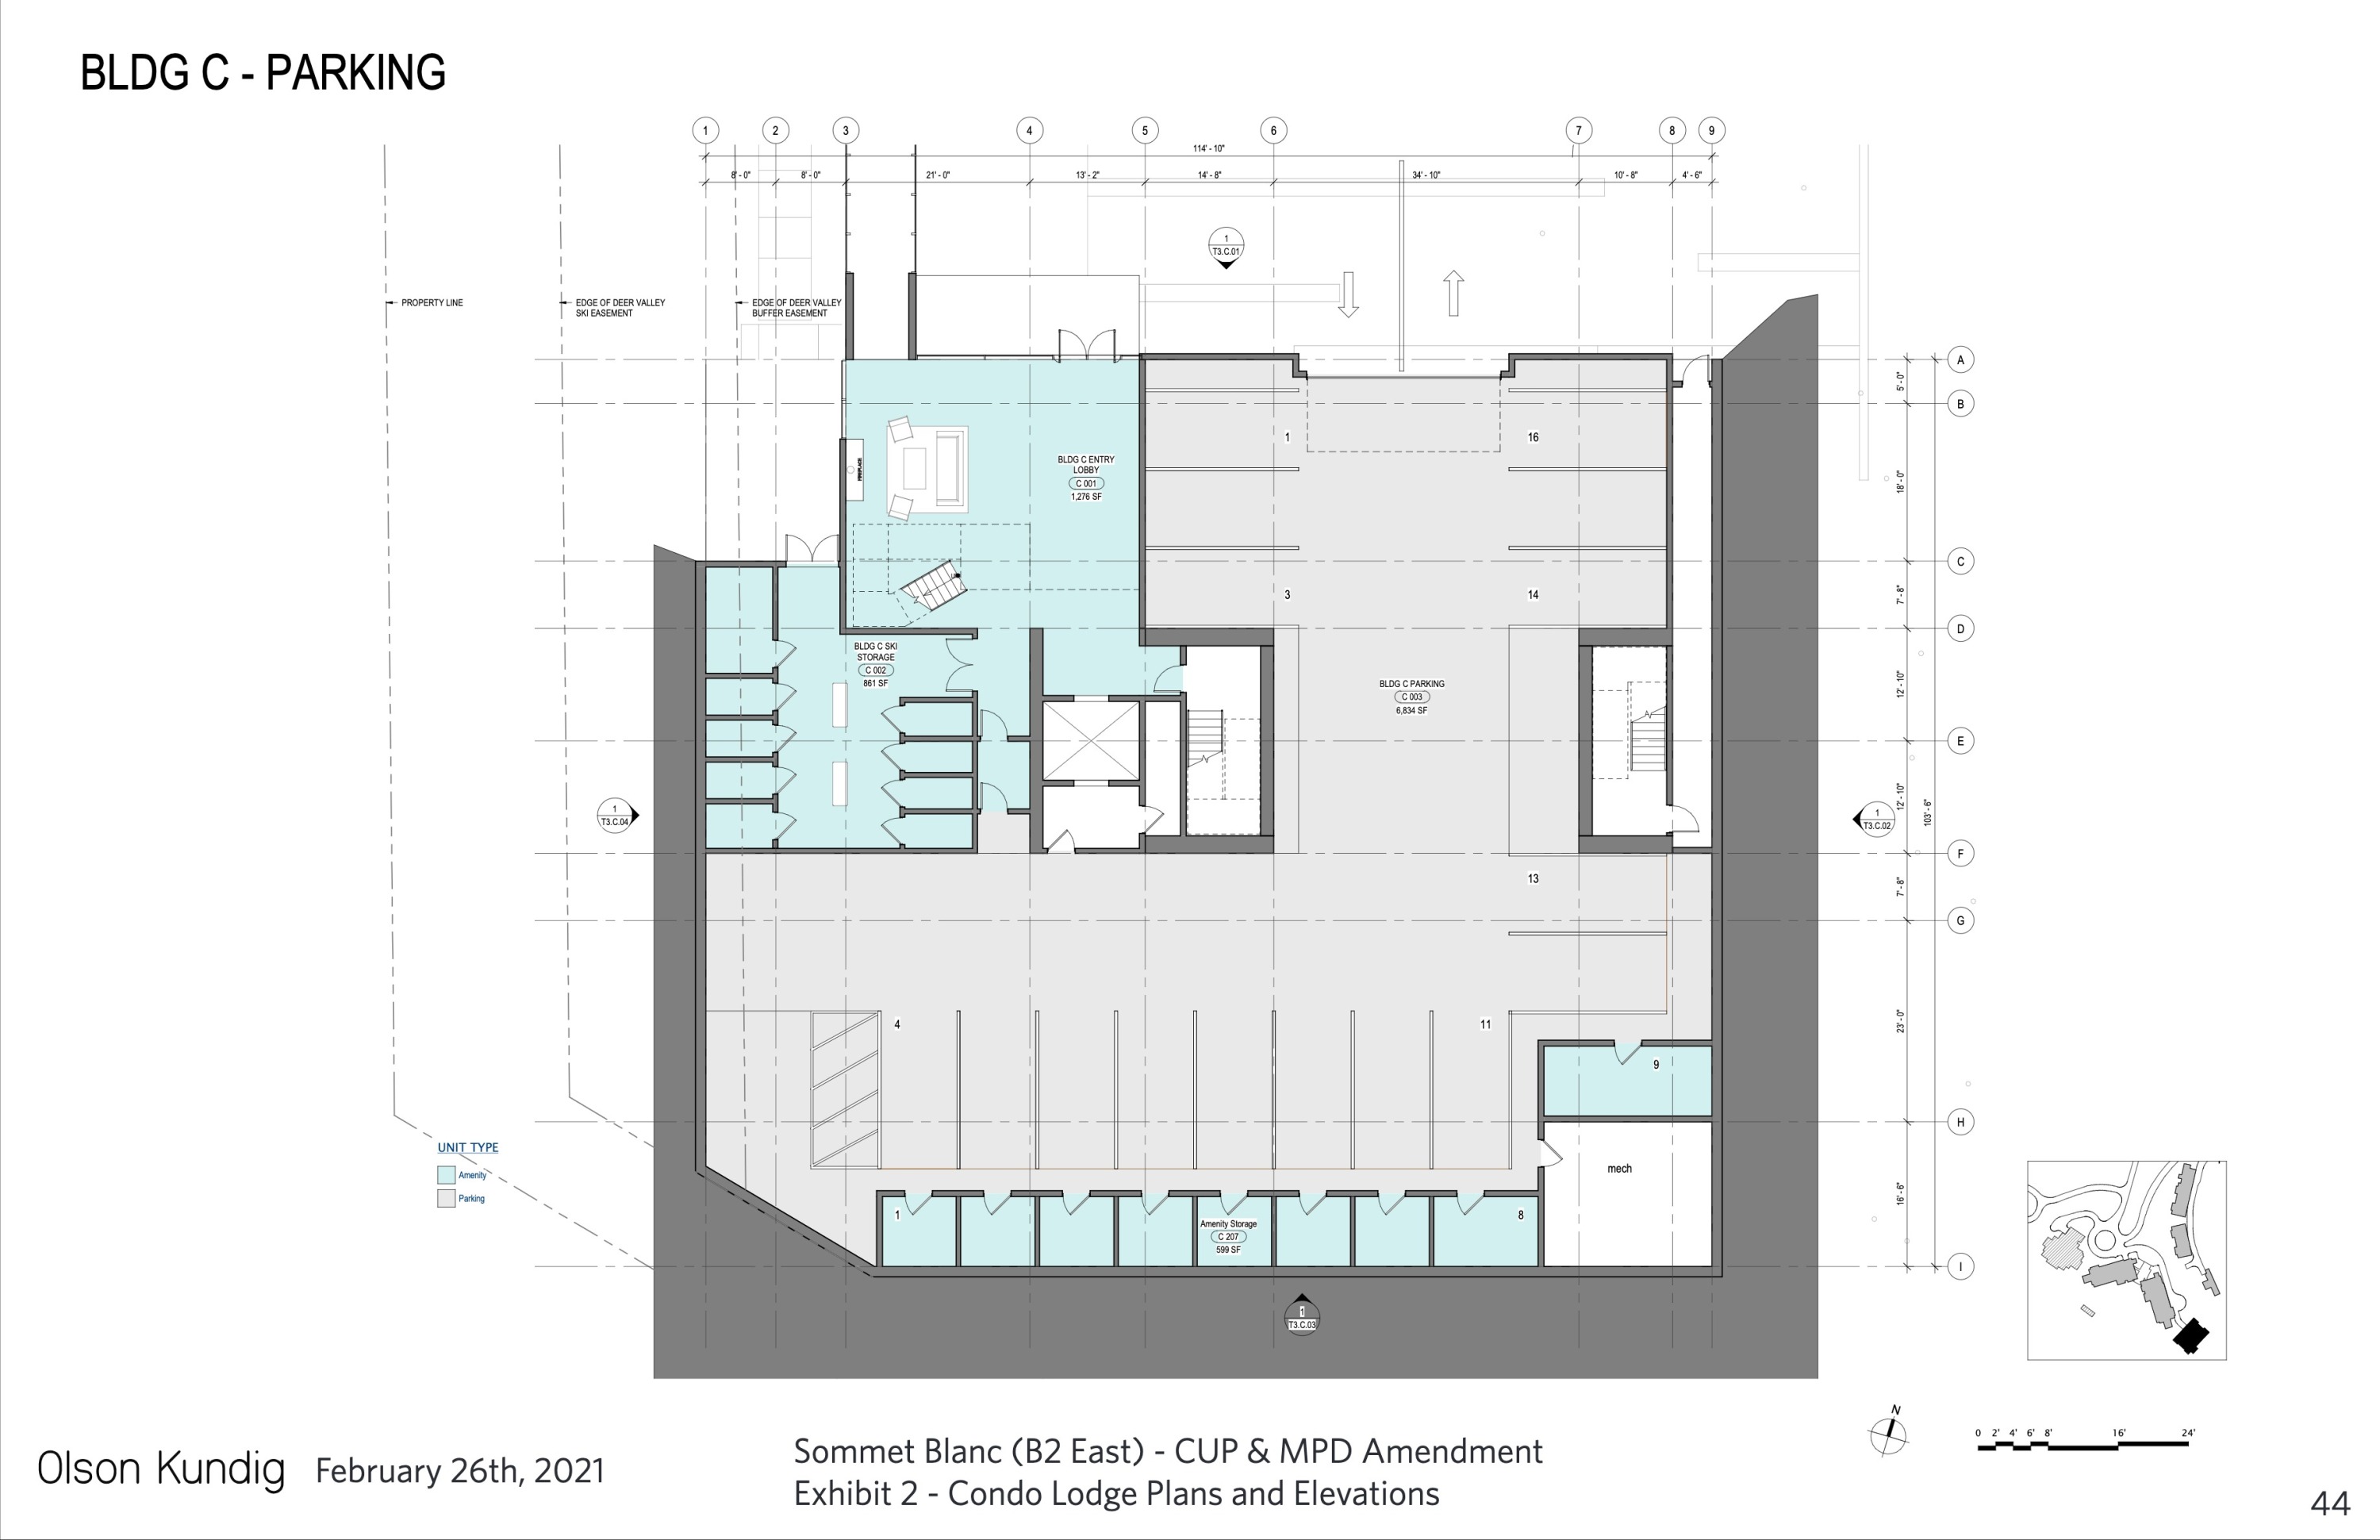 BLDG C - PARKING
1 2 3 4 5 6 7 8 9
114' - 10"
8' - 0" 8' - 0" 21' - 0" 13' - 2" 14' - 8" 34' - 10" 10' - 8" 4' - 6"
1
T3.C.01
PROPERTY LINE
EDGE OF DEER VALLEY
SKI EASEMENT
EDGE OF DEER VALLEY
BUFFER EASEMENT
A
5' - 0"
B
1
16
BLDG C ENTRY
LOBBY
C 001
1,276 SF
FIREPLACE
18' - 0"
C
3
14
7' - 8"
D
BLDG C SKI
STORAGE
C 002
861 SF
BLDG C PARKING
C 003
6,834 SF
12' - 10"
E
1
T3.C.04
1
T3.C.02
12' - 10"
103' - 6"
F
13
7' - 8"
G
4
11
23' - 0"
9
H
UNIT TYPE
Amenity
Parking
mech
16' - 6"
1
Amenity Storage
C 207
599 SF
8
I
1
T3.C.03
N
0 2' 4' 6' 8' 16' 24'
Olson Kundig February 26th, 2021
Sommet Blanc (B2 East) - CUP & MPD Amendment
Exhibit 2 - Condo Lodge Plans and Elevations
44